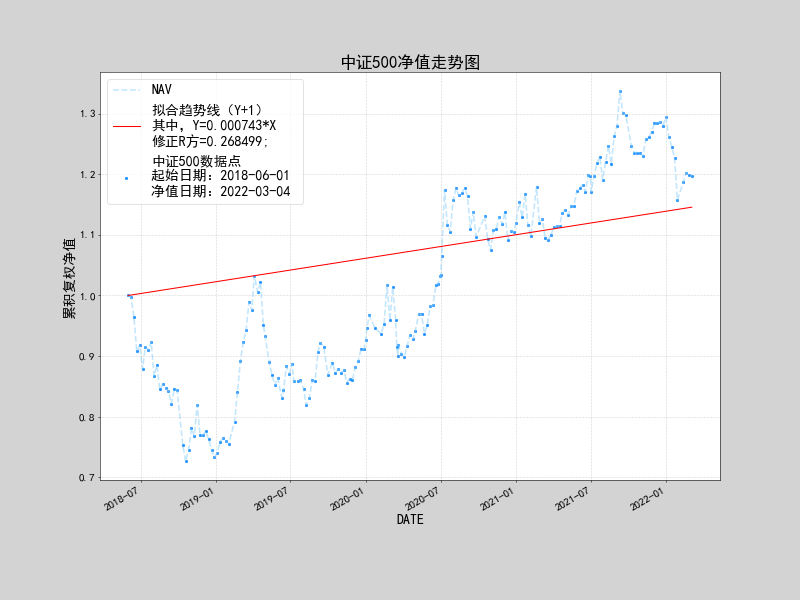 中证500净值走势图
NAV
拟合趋势线（Y+1）
其中，Y=0.000743*X
修正R方=0.268499;
中证500数据点
起始日期：2018-06-01
净值日期：2022-03-04
累积复权净值
1.3
1.2
1.1
1.0
0.9
0.8
0.7
2018-07
2019-01
2019-07
2020-01
2020-07
2021-01
2021-07
2022-01
DATE